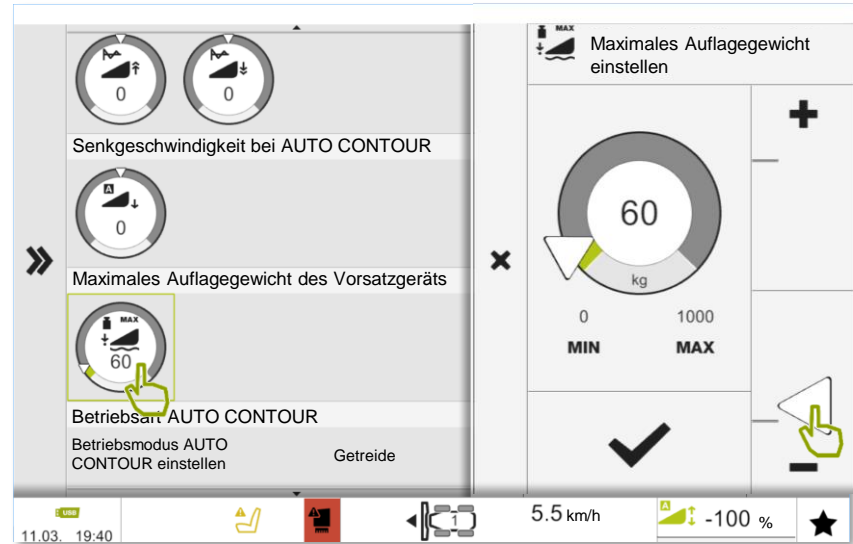 0
0
Senkgeschwindigkeit bei AUTO CONTOUR
A
0
Maximales Auflagegewicht des Vorsatzgeräts
MAX
60
Betriebsart AUTO CONTOUR
Betriebsmodus AUTO
CONTOUR einstellen
Getreide
MAX
Maximales Auflagegewicht
einstellen
60
kg
0
1000
MIN
MAX
USB
11.03. 19:40
1
5.5 km/h
A
-100 %